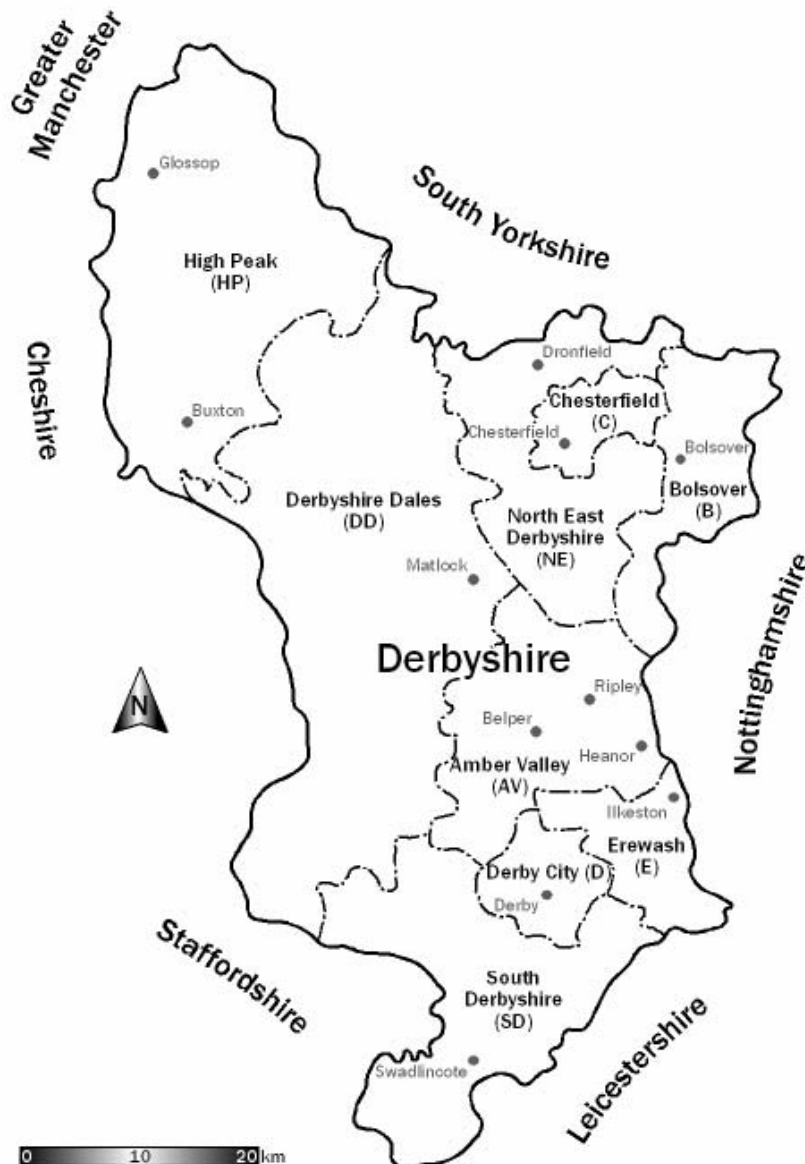 Greater
Manchester
Glossop
South Yorkshire
High Peak
(HP)
Cheshire
Dronfield
Chesterfield
(C)
Buxton
Chesterfield
Bolsover
Bolsover
(B)
Derbyshire Dales
(DD)
North East
Derbyshire
(NE)
Matlock
Nottinghamshire
Derbyshire
N
Ripley
Belper
Heanor
Amber Valley
(AV)
Ilkeston
Erewash
(E)
Derby City (D)
Derby
Staffordshire
South
Derbyshire
(SD)
Leicestershire
Swadlincote
0 10 20 km